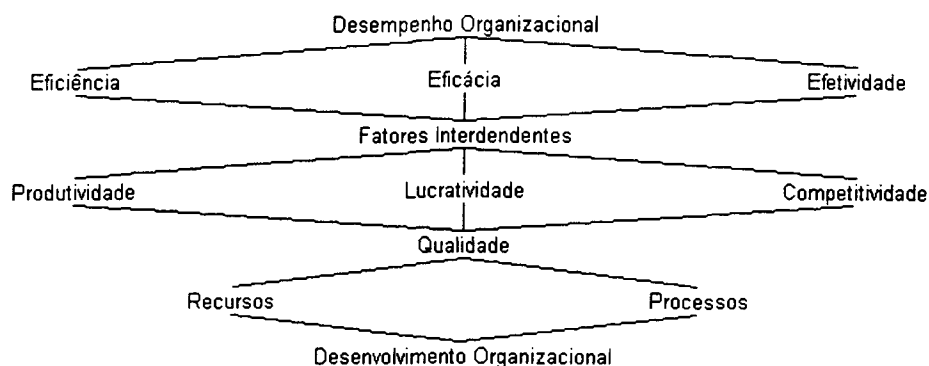 Desempenho Organizacional
Eficiência Eficácia Efetividade
Fatores Interdendentes
Produtividade Lucratividade Competitividade
Qualidade
Recursos Processos
Desenvolvimento Organizacional